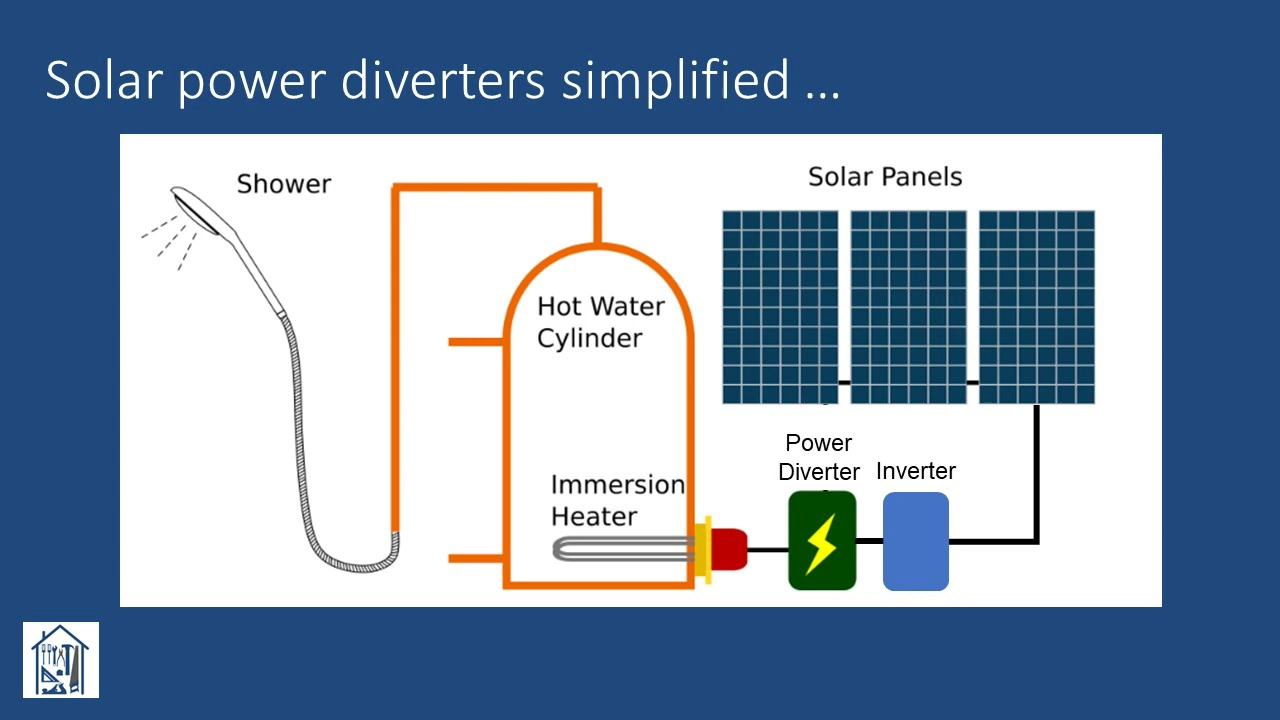 Solar power diverters simplified ...
Shower
Solar Panels
Hot Water
Cylinder
Power
Diverter
Inverter
Immersion
Heater